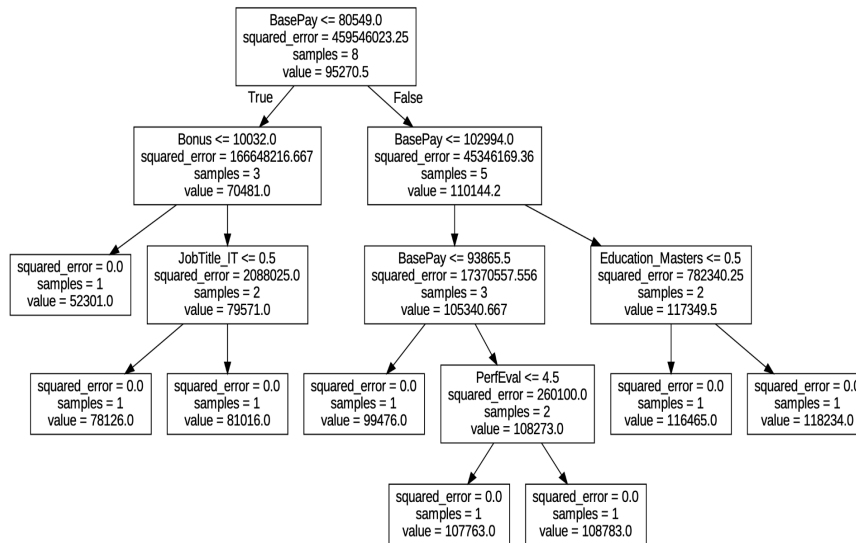 BasePay <= 80549.0
squared_error = 459546023.25
samples = 8
value = 95270.5
True
False
Bonus <= 10032.0
squared_error = 166648216.667
samples = 3
value = 70481.0
BasePay <= 102994.0
squared_error = 45346169.36
samples = 5
value = 110144.2
squared_error = 0.0
samples = 1
value = 52301.0
JobTitle_IT <= 0.5
squared_error = 2088025.0
samples = 2
value = 79571.0
BasePay <= 93865.5
squared_error = 17370557.556
samples = 3
value = 105340.667
Education_Masters <= 0.5
squared_error = 782340.25
samples = 2
value = 117349.5
squared_error = 0.0
samples = 1
value = 78126.0
squared_error = 0.0
samples = 1
value = 81016.0
squared_error = 0.0
samples = 1
value = 99476.0
PerfEval <= 4.5
squared_error = 260100.0
samples = 2
value = 108273.0
squared_error = 0.0
samples = 1
value = 116465.0
squared_error = 0.0
samples = 1
value = 118234.0
squared_error = 0.0
samples = 1
value = 107763.0
squared_error = 0.0
samples = 1
value = 108783.0